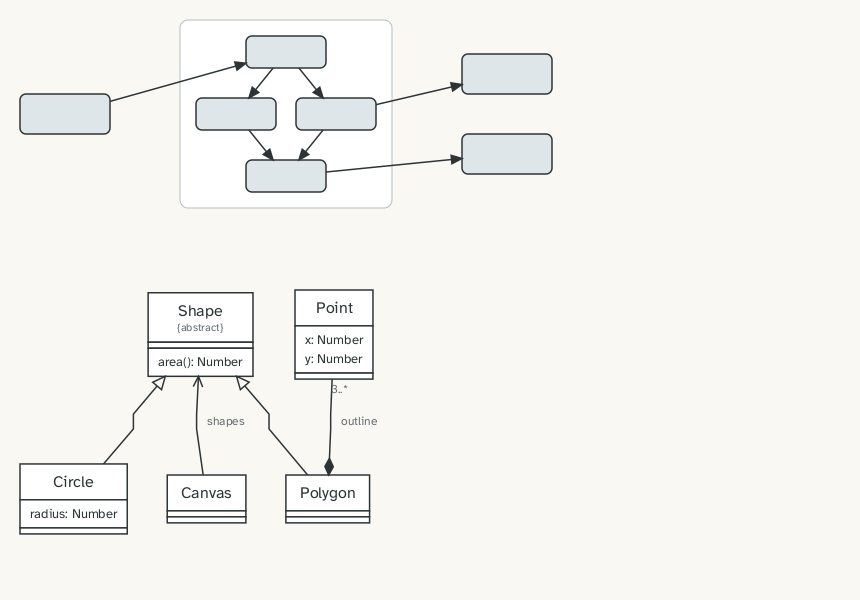 Shape
{abstract}
area(): Number
Point
x: Number
y: Number
3..*
shapes
outline
Circle
radius: Number
Canvas
Polygon